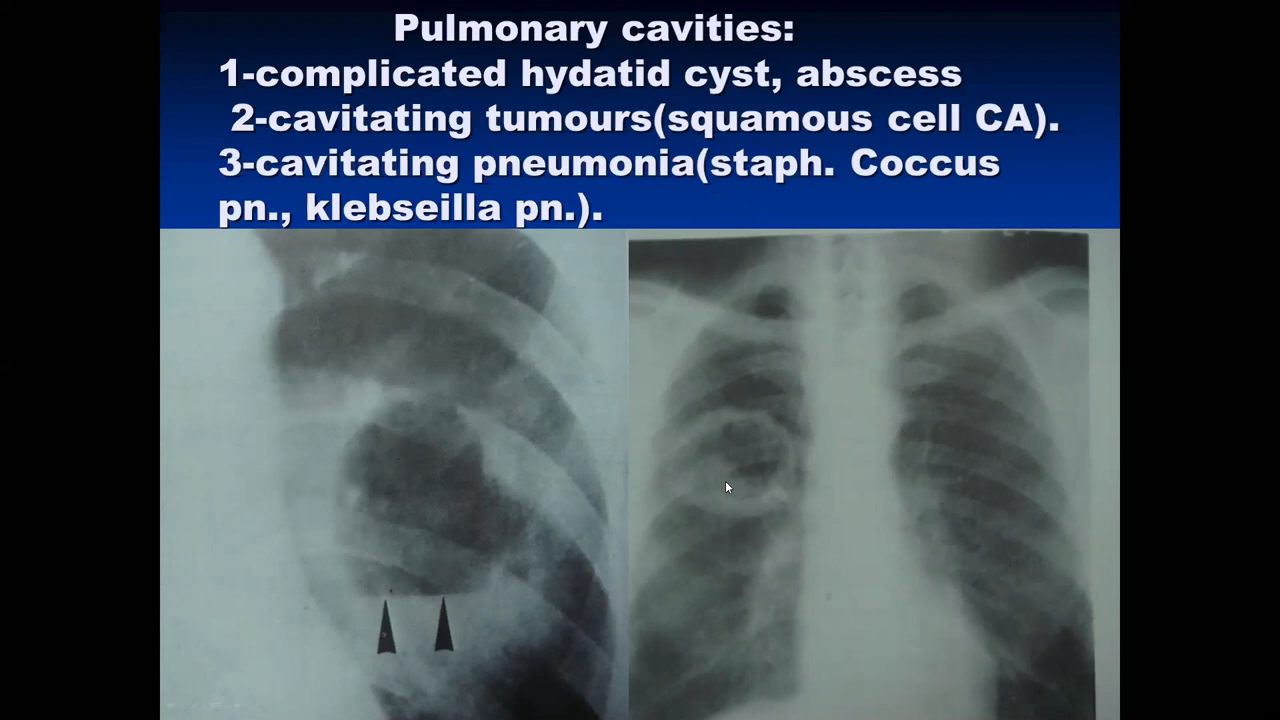 Pulmonary cavities:
1-complicated hydatid cyst, abscess
2-cavitating tumours(squamous cell CA).
3-cavitating pneumonia(staph. Coccus
pn., klebseilla pn.).